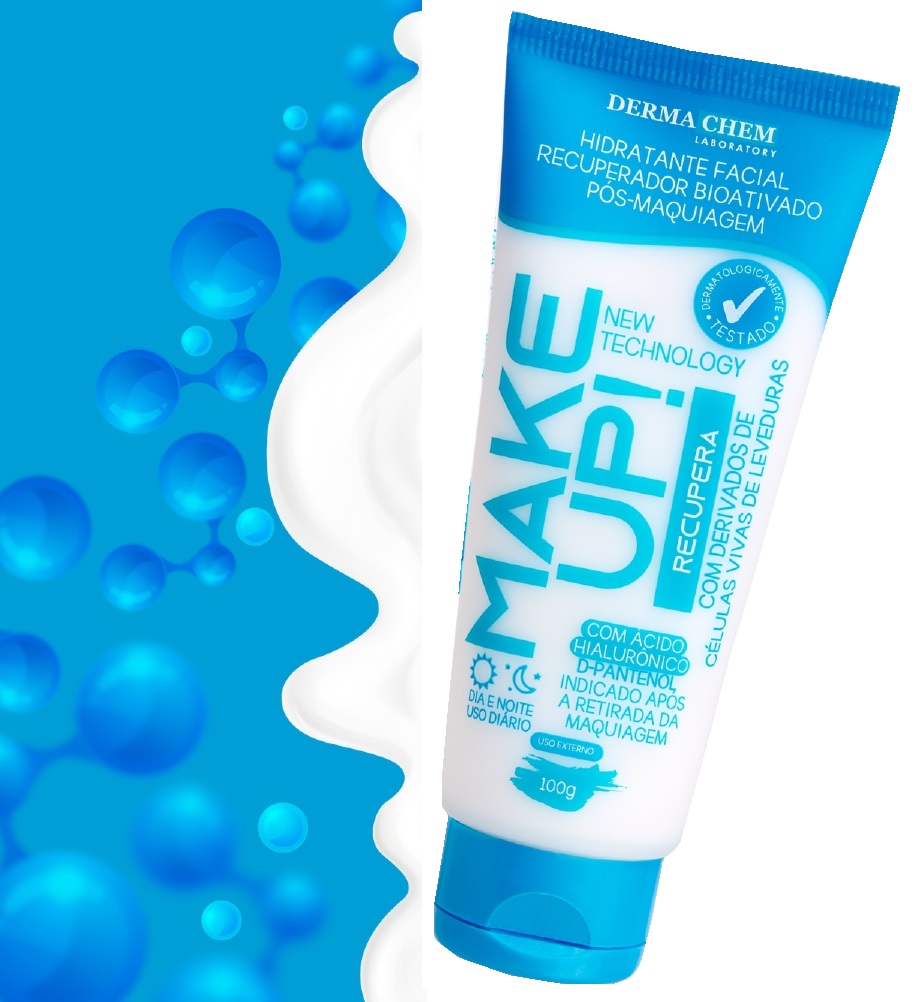 DERMA CHEM
LABORATORY
HIDRATANTE FACIAL
RECUPERADOR BIOATIVADO
PÓS-MAQUIAGEM
DERMATOLOGICAMENTE
• TESTADO •
MAKE
UP!
NEW
TECHNOLOGY
RECUPERA
COM DERIVADOS DE
CÉLULAS VIVAS DE LEVEDURAS
COM ÁCIDO
HIALURÔNICO
D-PANTENOL
INDICADO APÓS
A RETIRADA DA
MAQUIAGEM
DIA E NOITE
USO DIÁRIO
USO EXTERNO
100g